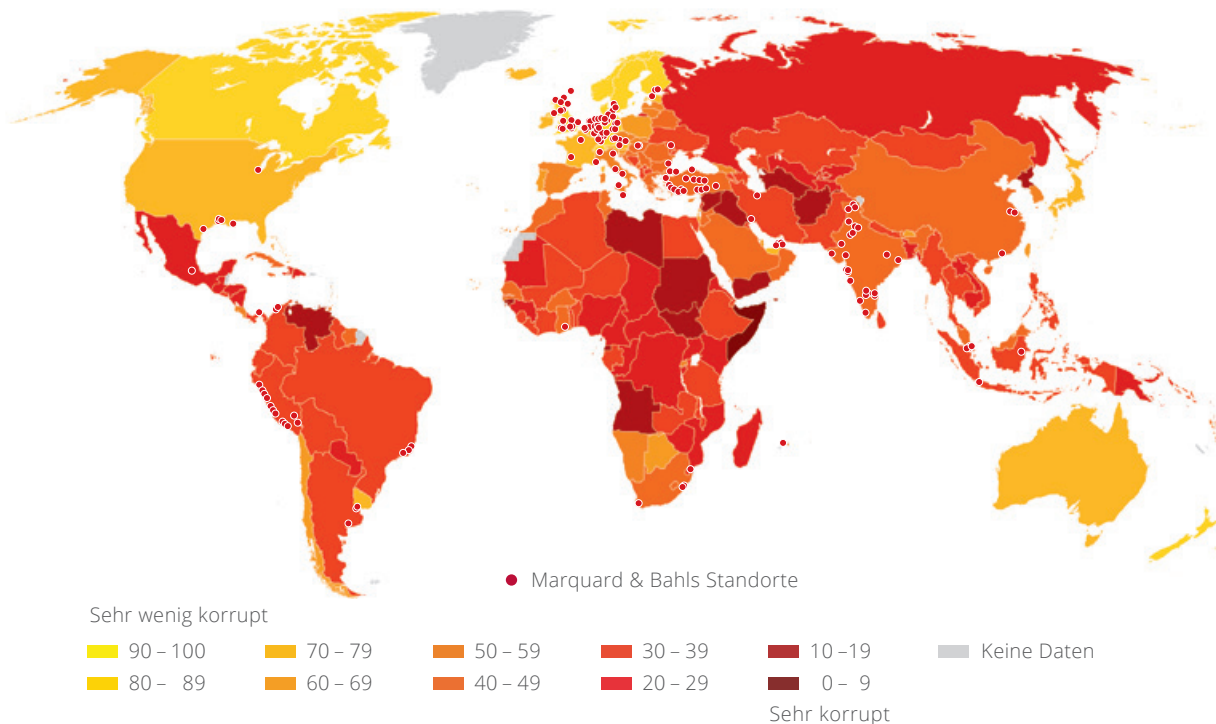 Marquard & Bahls Standorte
Sehr wenig korrupt
90 – 100
70 – 79
50 – 59
30 – 39
10 –19
Keine Daten
80 – 89
60 – 69
40 – 49
20 – 29
0 – 9
Sehr korrupt